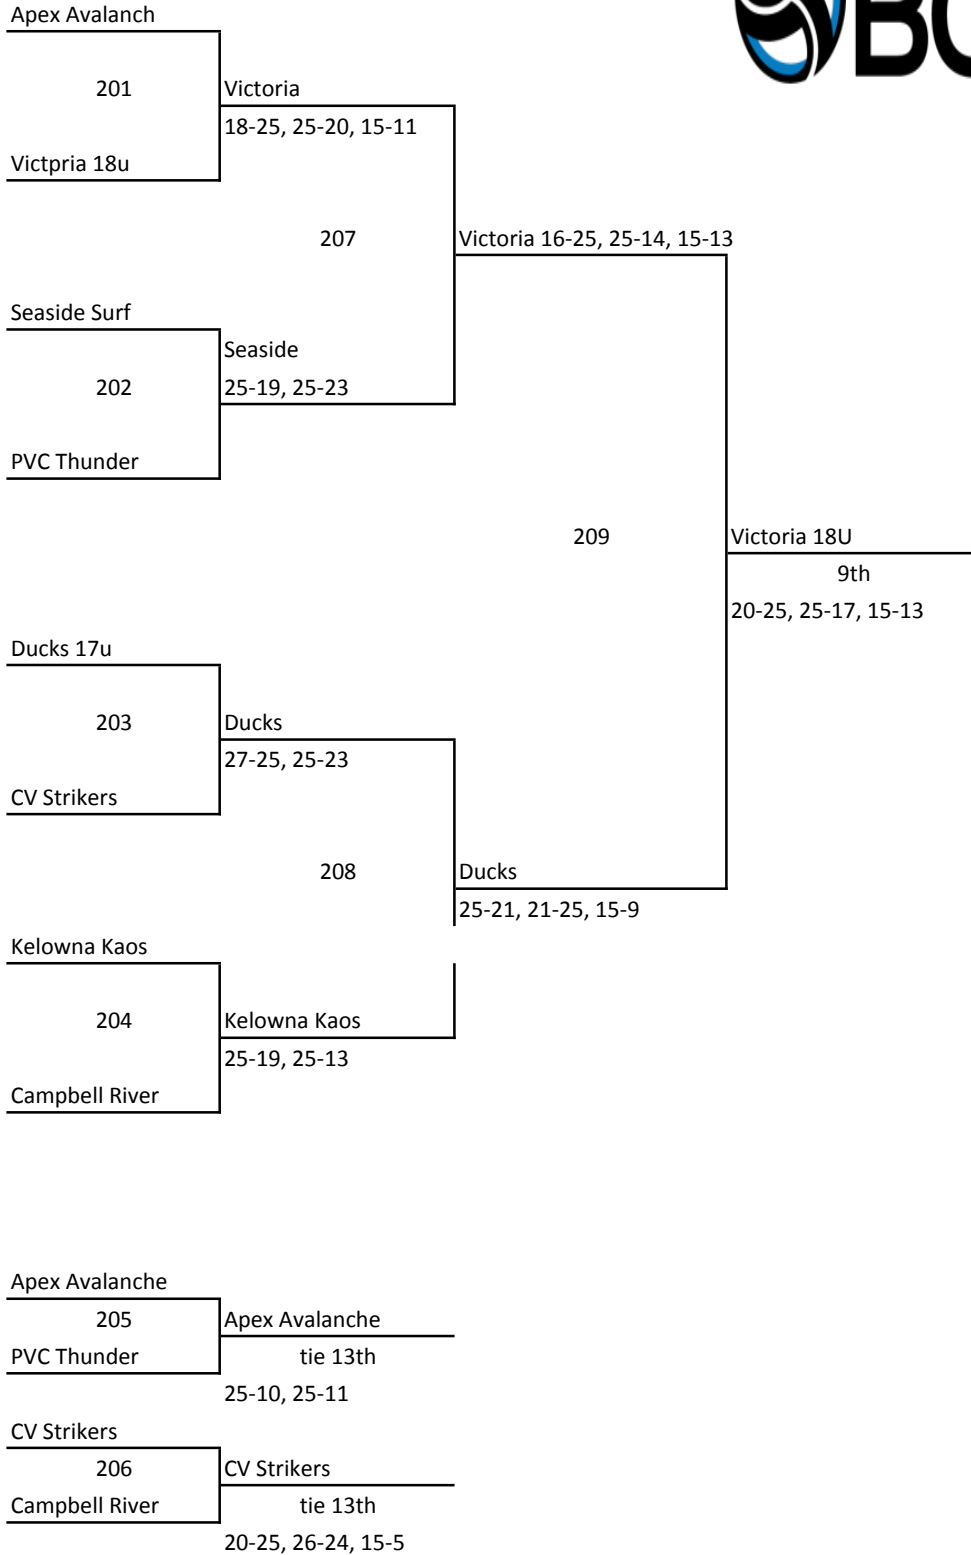 Apex Avalanch
201
Victoria
18-25, 25-20, 15-11
Victpria 18u
207
Victoria 16-25, 25-14, 15-13
Seaside Surf
Seaside
202
25-19, 25-23
PVC Thunder
209
Victoria 18U
9th
20-25, 25-17, 15-13
Ducks 17u
203
Ducks
27-25, 25-23
CV Strikers
208
Ducks
25-21, 21-25, 15-9
Kelowna Kaos
204
Kelowna Kaos
25-19, 25-13
Campbell River
Apex Avalanche
205
Apex Avalanche
PVC Thunder
tie 13th
25-10, 25-11
CV Strikers
206
CV Strikers
Campbell River
tie 13th
20-25, 26-24, 15-5